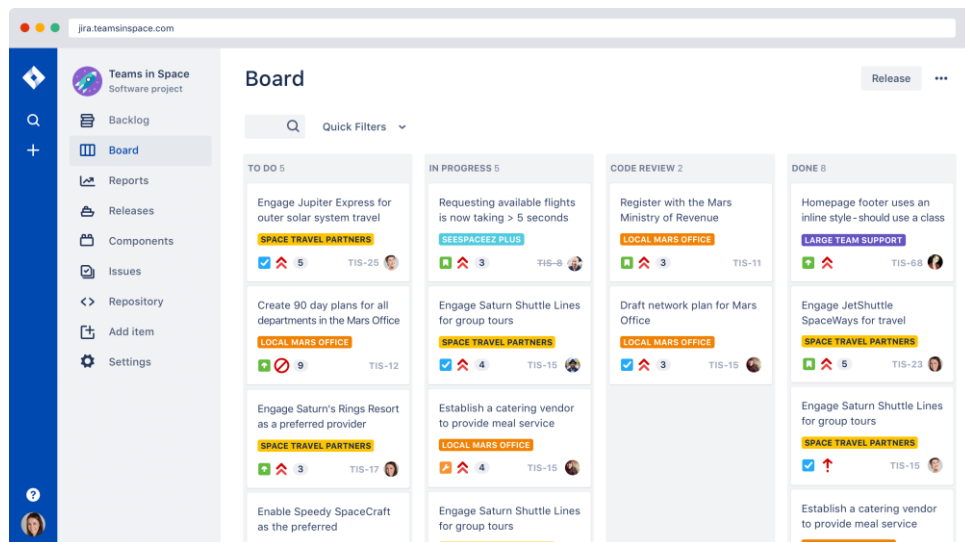 jira.teamsinspace.com
Teams in Space
Software project
Backlog
Board
Reports
Releases
Components
Issues
Repository
Add item
Settings
Board
Release
Quick Filters
TO DO 5
Engage Jupiter Express for
outer solar system travel
SPACE TRAVEL PARTNERS
5 TIS-25
Create 90 day plans for all
departments in the Mars Office
LOCAL MARS OFFICE
9 TIS-12
Engage Saturn's Rings Resort
as a preferred provider
SPACE TRAVEL PARTNERS
3 TIS-17
Enable Speedy SpaceCraft
as the preferred
IN PROGRESS 5
Requesting available flights
is now taking > 5 seconds
SEESPACEEZ PLUS
3 TIS-8
Engage Saturn Shuttle Lines
for group tours
SPACE TRAVEL PARTNERS
4 TIS-15
Establish a catering vendor
to provide meal service
LOCAL MARS OFFICE
4 TIS-15
Engage Saturn Shuttle Lines
for group tours
CODE REVIEW 2
Register with the Mars
Ministry of Revenue
LOCAL MARS OFFICE
3 TIS-11
Draft network plan for Mars
Office
LOCAL MARS OFFICE
3 TIS-15
DONE 8
Homepage footer uses an
inline style-should use a class
LARGE TEAM SUPPORT
TIS-68
Engage JetShuttle
SpaceWays for travel
SPACE TRAVEL PARTNERS
5 TIS-23
Engage Saturn Shuttle Lines
for group tours
SPACE TRAVEL PARTNERS
TIS-15
Establish a catering vendor
to provide meal service